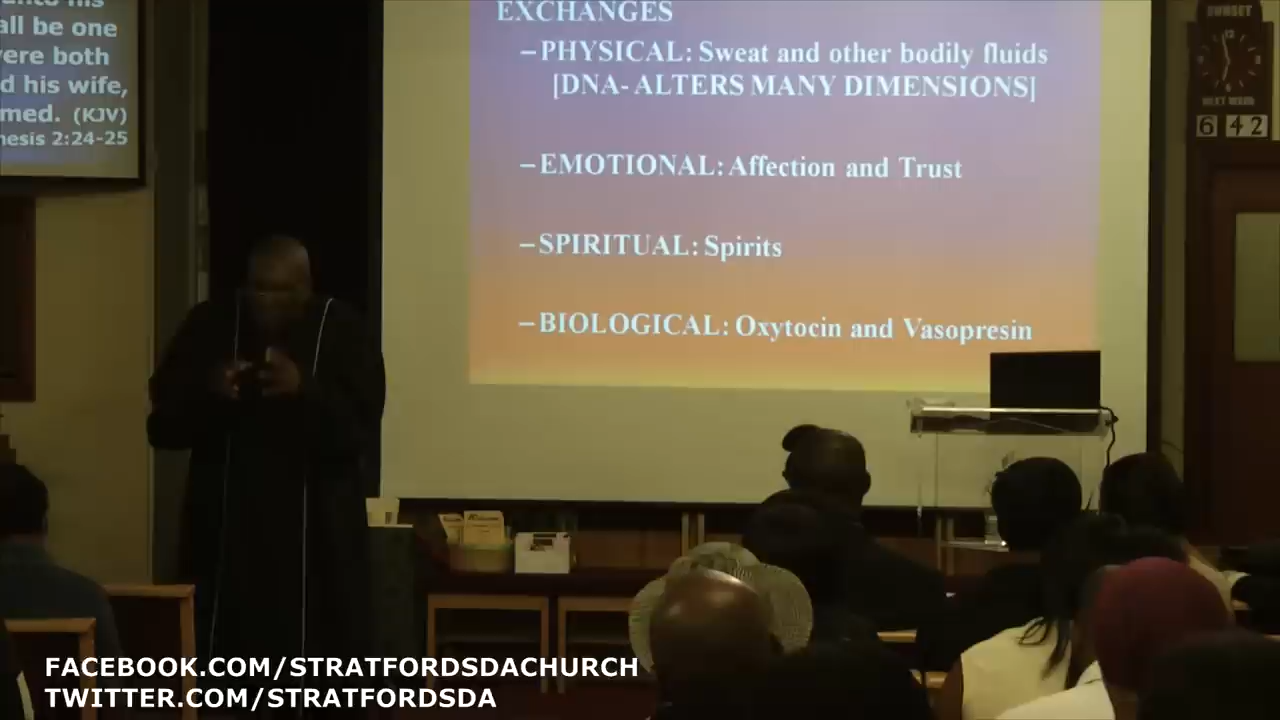 all be one
were both
d his wife,
med. (KJV)
nesis 2:24-25
EXCHANGES
– PHYSICAL: Sweat and other bodily fluids
[DNA- ALTERS MANY DIMENSIONS]
– EMOTIONAL: Affection and Trust
– SPIRITUAL: Spirits
– BIOLOGICAL: Oxytocin and Vasopresin
SUNSET
12
NEXT WEEK
6 42
FACEBOOK.COM/STRATFORDSDACHURCH
TWITTER.COM/STRATFORDSDA